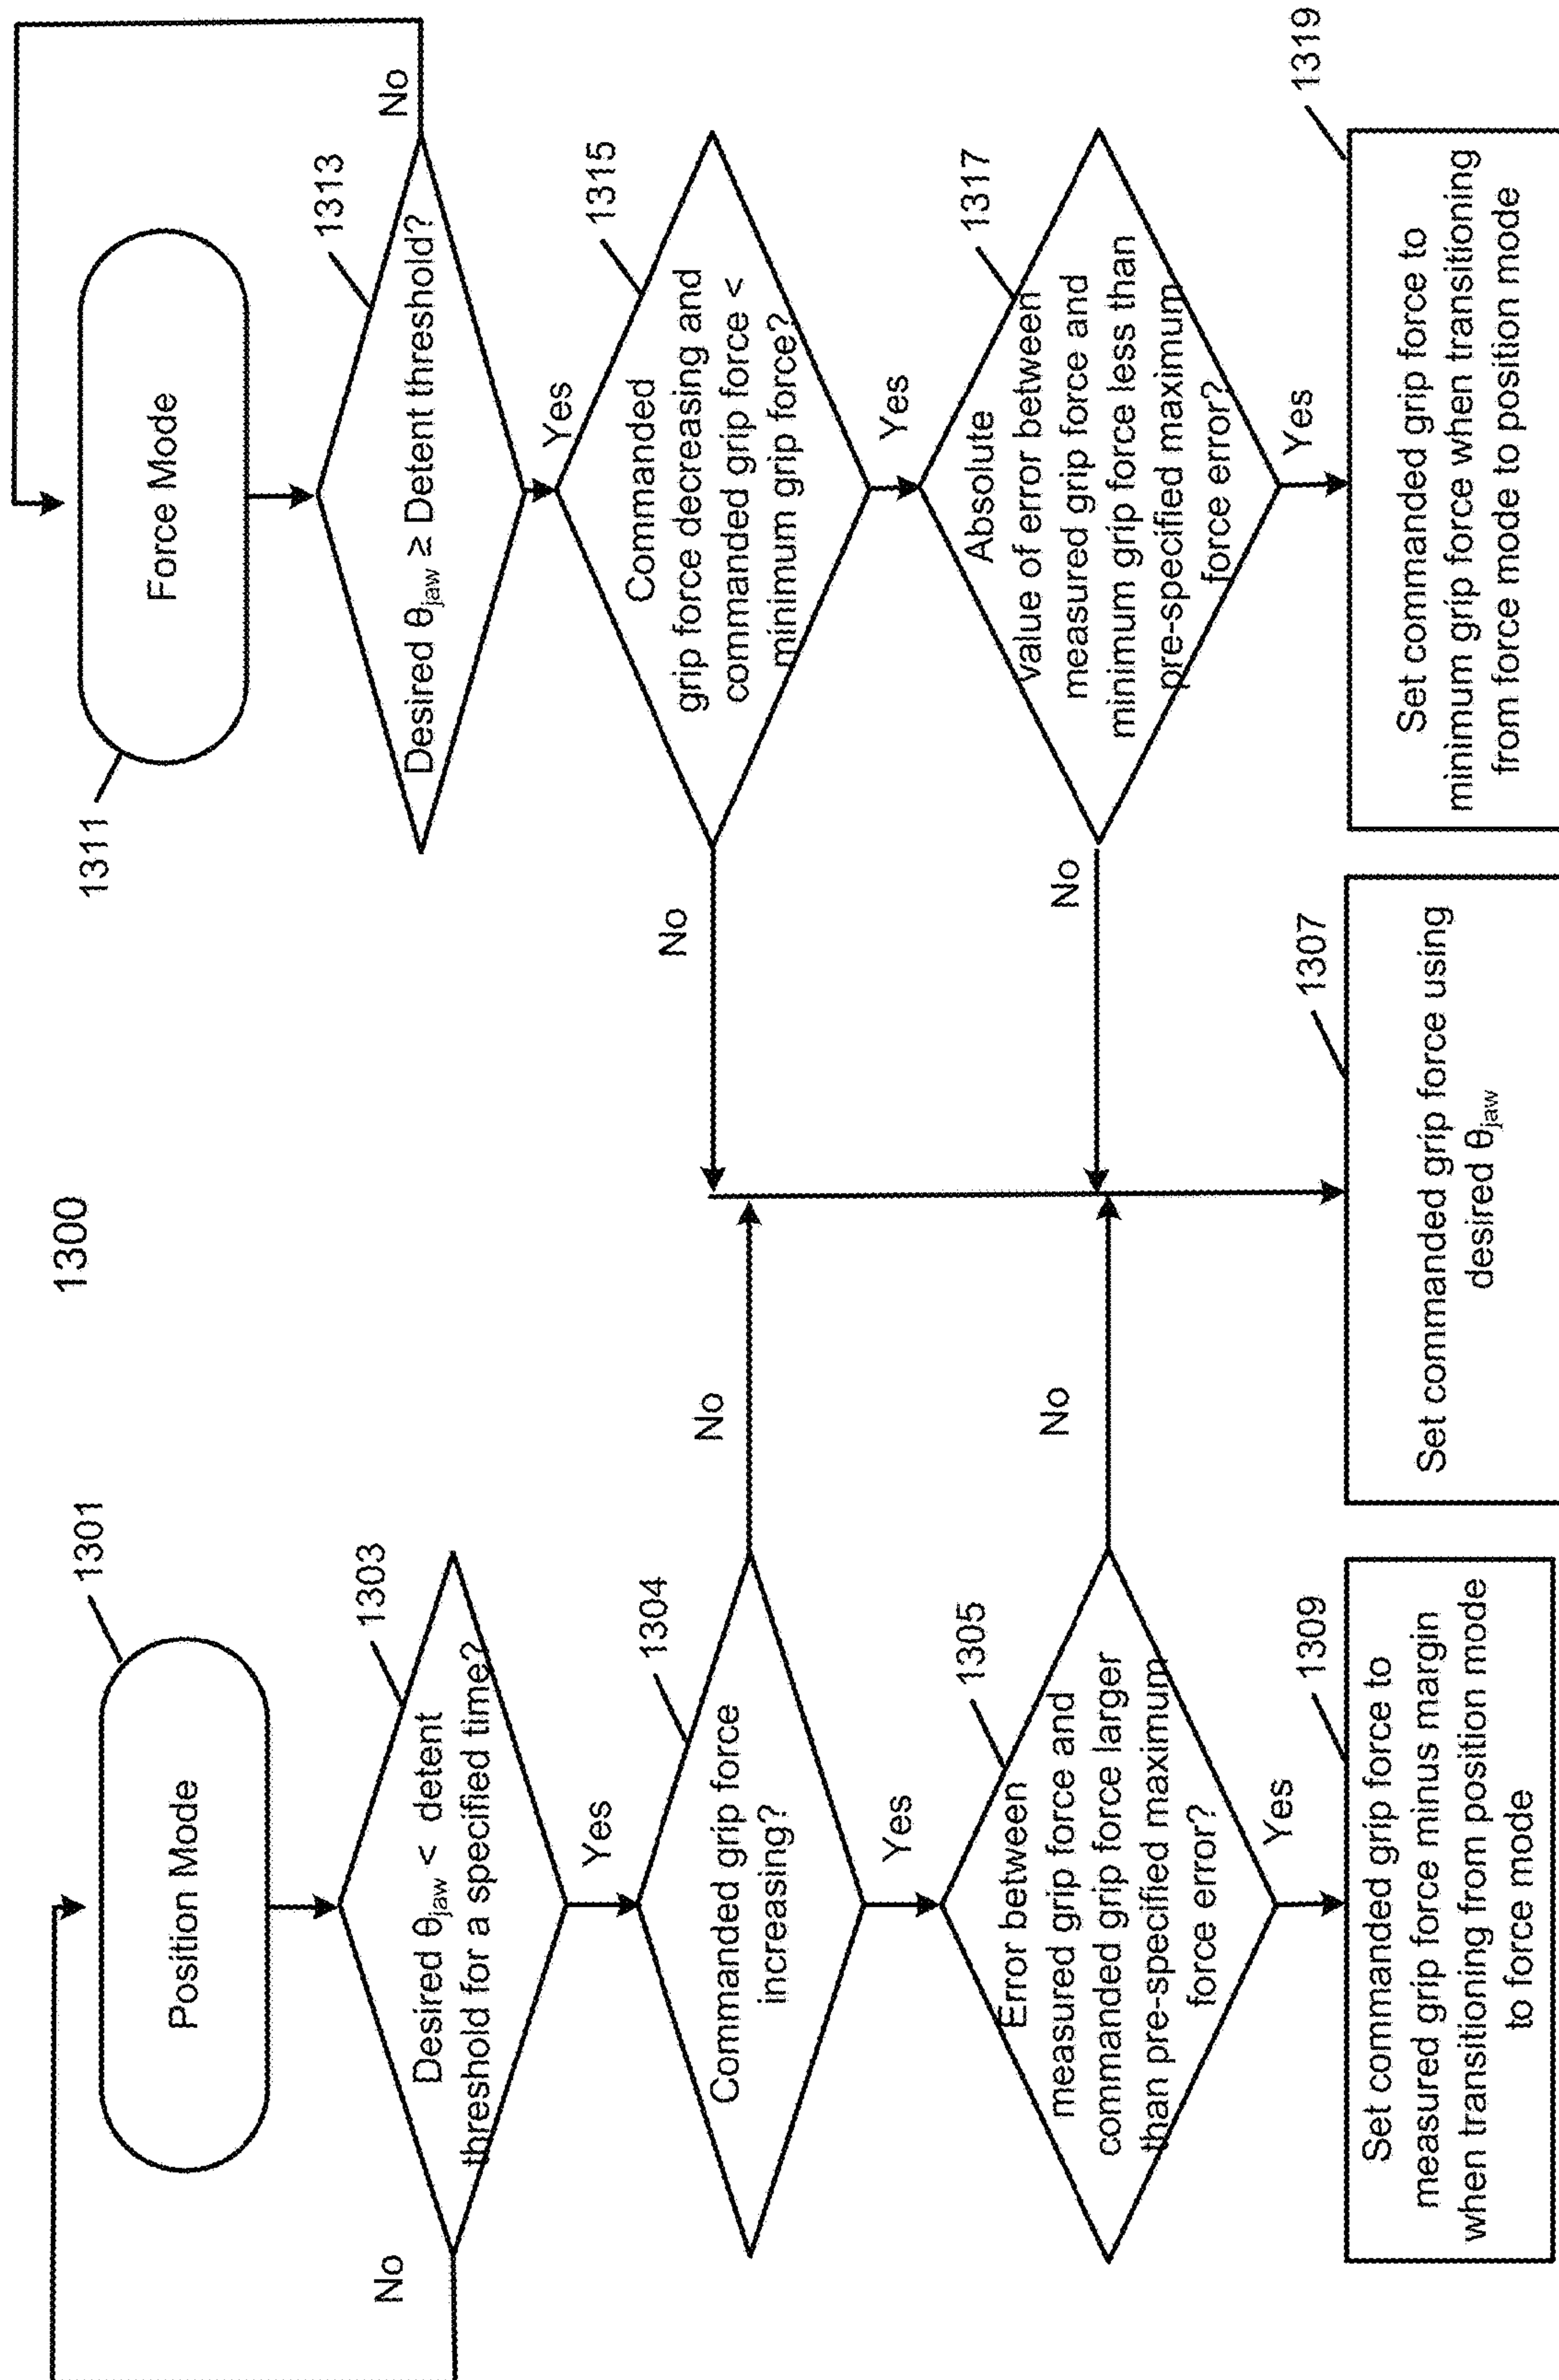 1300
1301
Position Mode
1303
Desired θjaw < detent
threshold for a specified time?
No
Yes
1304
Commanded grip force
increasing?
No
Yes
1305
Error between
measured grip force and
commanded grip force larger
than pre-specified maximum
force error?
No
Yes
1309
Set commanded grip force to
measured grip force minus margin
when transitioning from position mode
to force mode
1307
Set commanded grip force using
desired θjaw
1311
Force Mode
1313
Desired θjaw ≥ Detent threshold?
No
Yes
1315
Commanded
grip force decreasing and
commanded grip force <
minimum grip force?
No
Yes
1317
Absolute
value of error between
measured grip force and
minimum grip force less than
pre-specified maximum
force error?
No
Yes
1319
Set commanded grip force to
minimum grip force when transitioning
from force mode to position mode